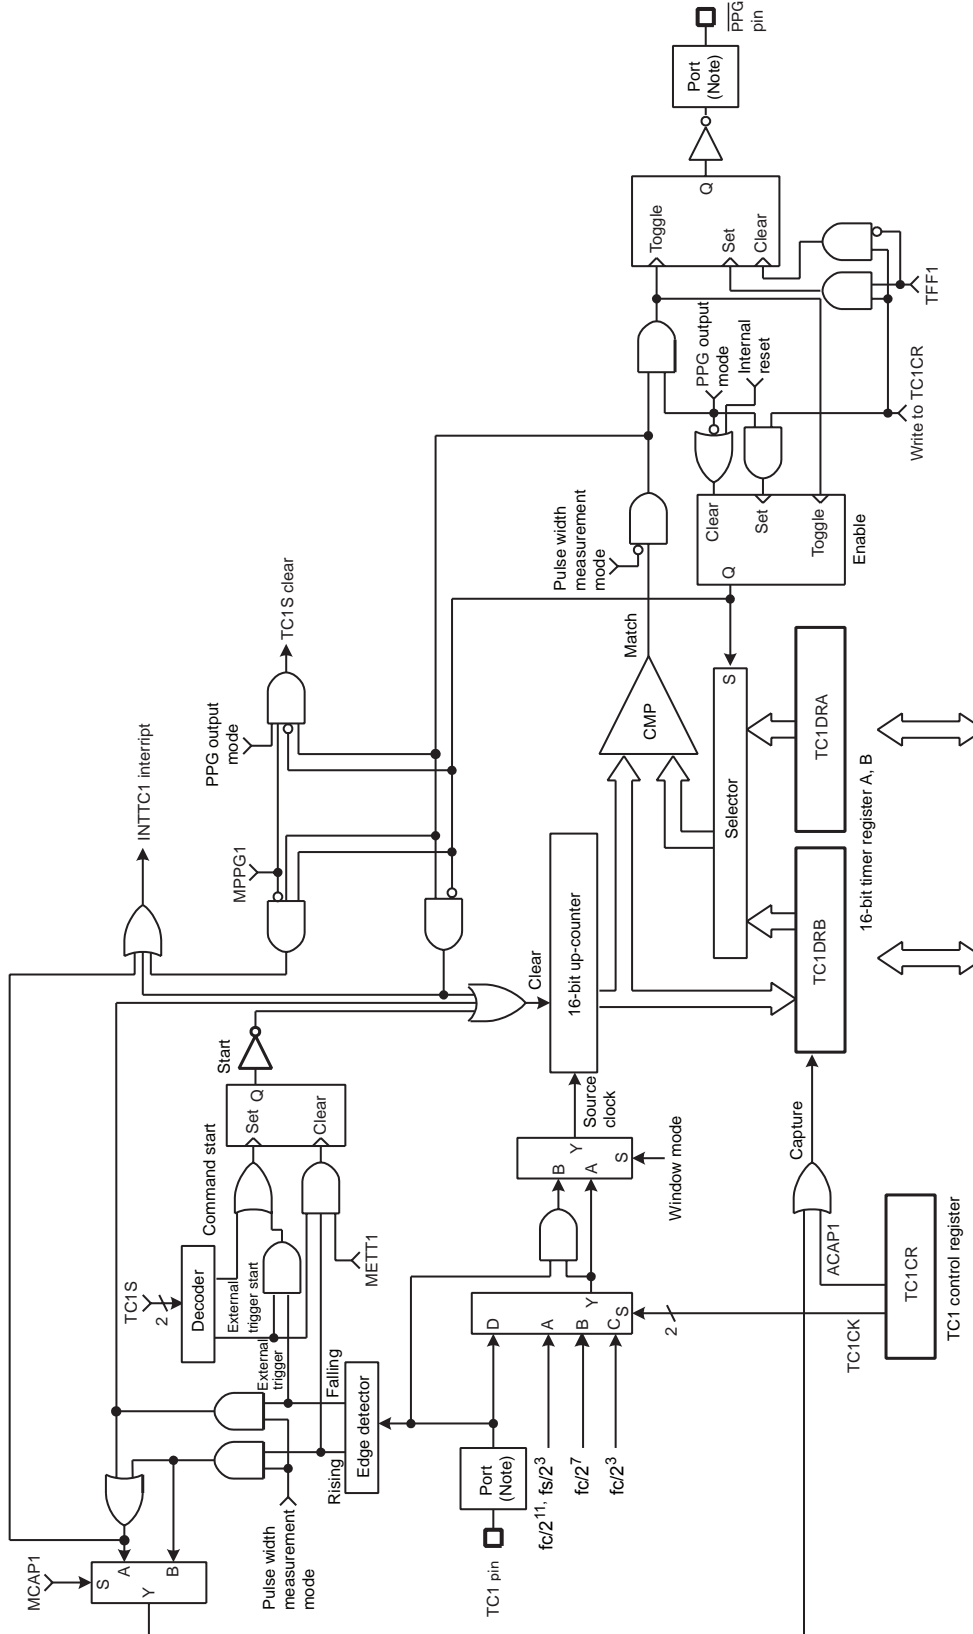 MCAP1
S
A
B
Y
Pulse width
measurement
mode
TC1S
2
Decoder
External
trigger start
External
trigger
Command start
Falling
Rising
Edge detector
METT1
Set
Q
Clear
Start
INTTC1 interript
MPPG1
PPG output
mode
TC1S clear
TC1 pin
Port
(Note)
fc/2¹¹, fs/2³
fc/2⁷
fc/2³
D
A
B
C
S
Y
B
A
S
Y
Window mode
Source
clock
Clear
16-bit up-counter
CMP
Match
Pulse width
measurement
mode
TC1CK
2
TC1CR
TC1 control register
ACAP1
Capture
TC1DRB
TC1DRA
16-bit timer register A, B
Selector
S
Q
Clear
Set
Toggle
Enable
PPG output
mode
Internal
reset
Write to TC1CR
TFF1
Toggle
Set
Clear
Q
Port
(Note)
PPG
pin